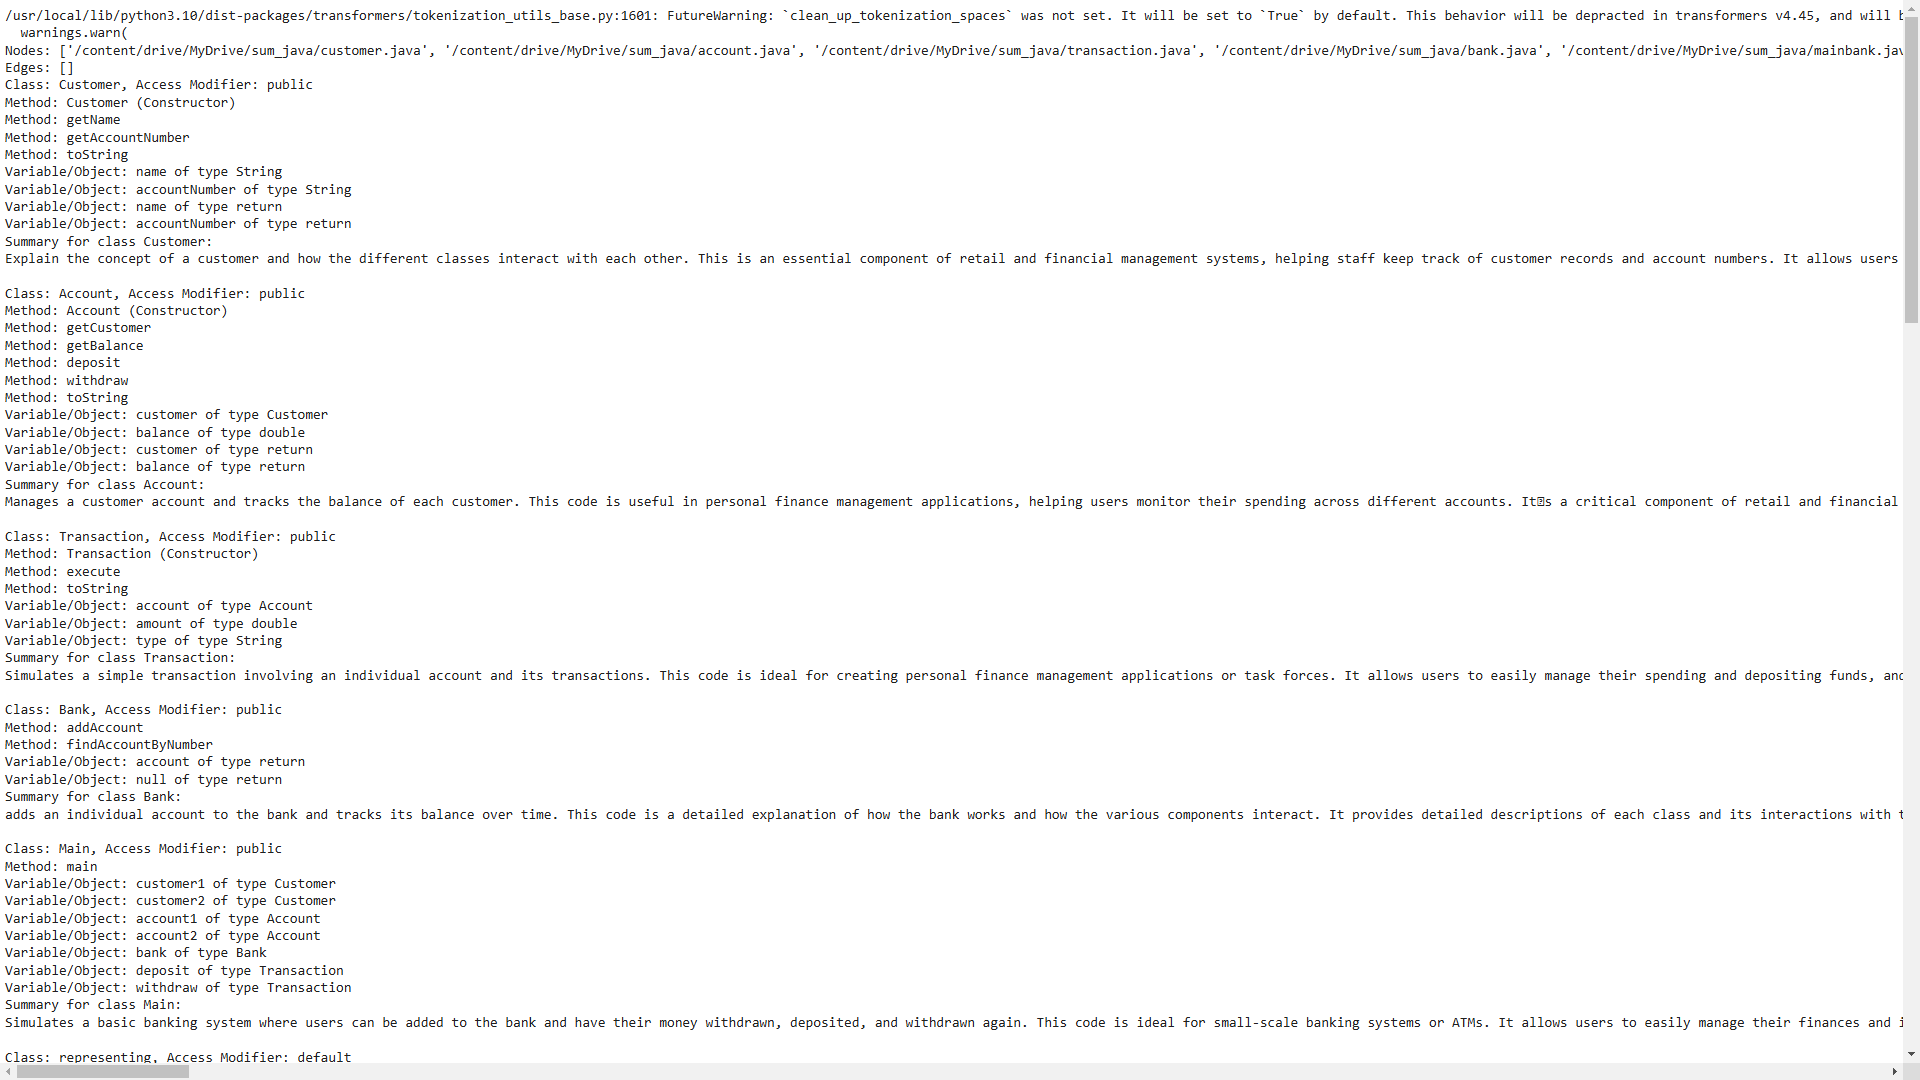 /usr/local/lib/python3.10/dist-packages/transformers/tokenization_utils_base.py:1601: FutureWarning: `clean_up_tokenization_spaces` was not set. It will be set to `True` by default. This behavior will be depracted in transformers v4.45, and will b
  warnings.warn(
Nodes: ['/content/drive/MyDrive/sum_java/customer.java', '/content/drive/MyDrive/sum_java/account.java', '/content/drive/MyDrive/sum_java/transaction.java', '/content/drive/MyDrive/sum_java/bank.java', '/content/drive/MyDrive/sum_java/mainbank.jav
Edges: []
Class: Customer, Access Modifier: public
Method: Customer (Constructor)
Method: getName
Method: getAccountNumber
Method: toString
Variable/Object: name of type String
Variable/Object: accountNumber of type String
Variable/Object: name of type return
Variable/Object: accountNumber of type return
Summary for class Customer:
Explain the concept of a customer and how the different classes interact with each other. This is an essential component of retail and financial management systems, helping staff keep track of customer records and account numbers. It allows users

Class: Account, Access Modifier: public
Method: Account (Constructor)
Method: getCustomer
Method: getBalance
Method: deposit
Method: withdraw
Method: toString
Variable/Object: customer of type Customer
Variable/Object: balance of type double
Variable/Object: customer of type return
Variable/Object: balance of type return
Summary for class Account:
Manages a customer account and tracks the balance of each customer. This code is useful in personal finance management applications, helping users monitor their spending across different accounts. It�s a critical component of retail and financial

Class: Transaction, Access Modifier: public
Method: Transaction (Constructor)
Method: execute
Method: toString
Variable/Object: account of type Account
Variable/Object: amount of type double
Variable/Object: type of type String
Summary for class Transaction:
Simulates a simple transaction involving an individual account and its transactions. This code is ideal for creating personal finance management applications or task forces. It allows users to easily manage their spending and depositing funds, and

Class: Bank, Access Modifier: public
Method: addAccount
Method: findAccountByNumber
Variable/Object: account of type return
Variable/Object: null of type return
Summary for class Bank:
adds an individual account to the bank and tracks its balance over time. This code is a detailed explanation of how the bank works and how the various components interact. It provides detailed descriptions of each class and its interactions with t

Class: Main, Access Modifier: public
Method: main
Variable/Object: customer1 of type Customer
Variable/Object: customer2 of type Customer
Variable/Object: account1 of type Account
Variable/Object: account2 of type Account
Variable/Object: bank of type Bank
Variable/Object: deposit of type Transaction
Variable/Object: withdraw of type Transaction
Summary for class Main:
Simulates a basic banking system where users can be added to the bank and have their money withdrawn, deposited, and withdrawn again. This code is ideal for small-scale banking systems or ATMs. It allows users to easily manage their finances and i

Class: representing, Access Modifier: default